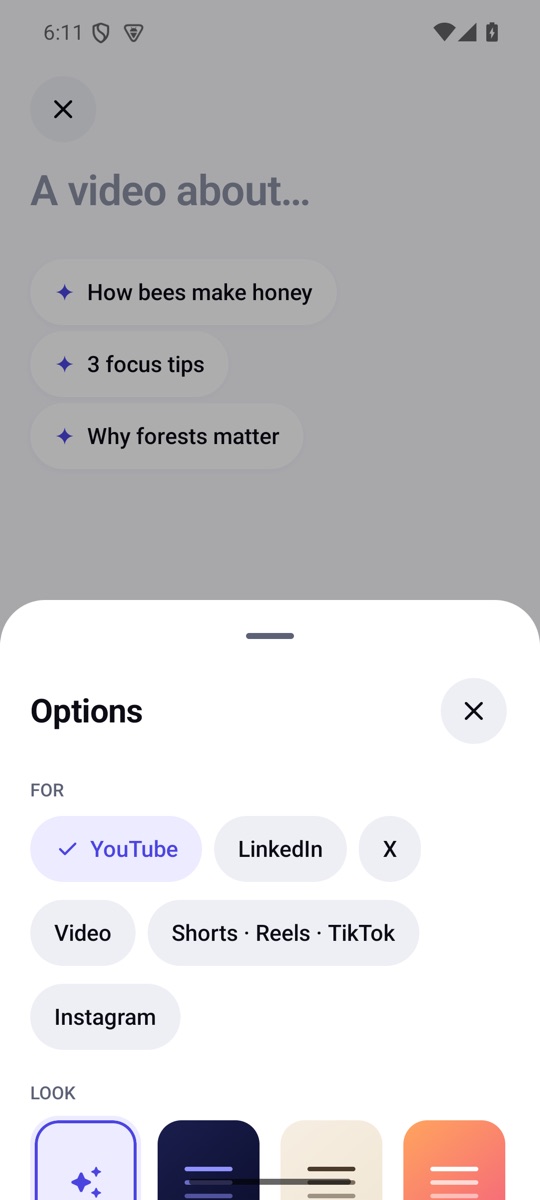 6:11
A video about...
How bees make honey
3 focus tips
Why forests matter
Options
FOR
YouTube LinkedIn X
Video Shorts · Reels · TikTok
Instagram
LOOK